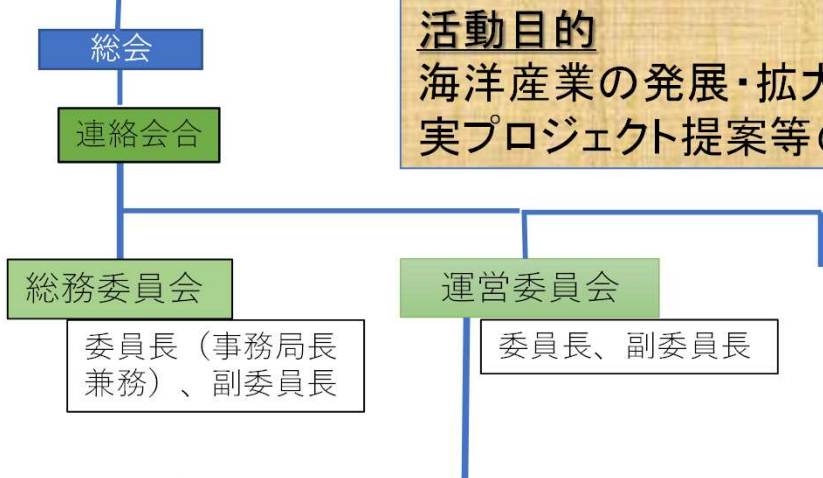 総会
活動目的
海洋産業の発展・拡大
実プロジェクト提案等
連絡会合
総務委員会
委員長（事務局長
兼務）、副委員長
運営委員会
委員長、副委員長